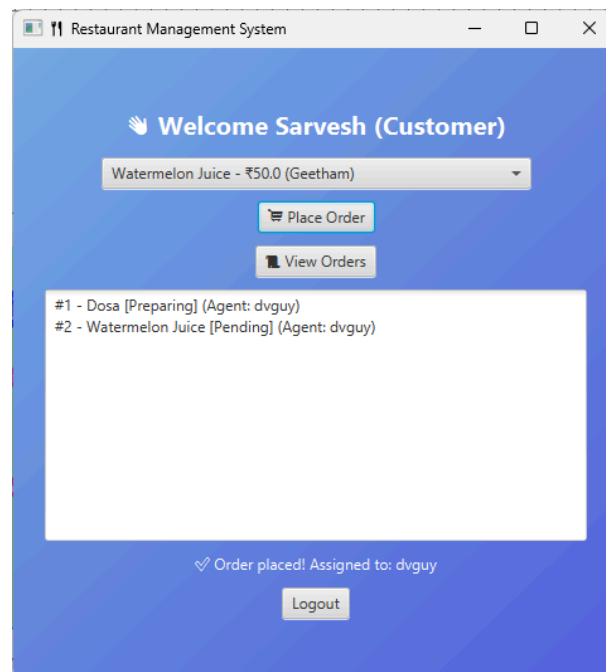 🍴 Restaurant Management System
👋 Welcome Sarvesh (Customer)
Watermelon Juice - ₹50.0 (Geetham)
🛒 Place Order
📜 View Orders
#1 - Dosa [Preparing] (Agent: dvguy)
#2 - Watermelon Juice [Pending] (Agent: dvguy)
✅ Order placed! Assigned to: dvguy
Logout